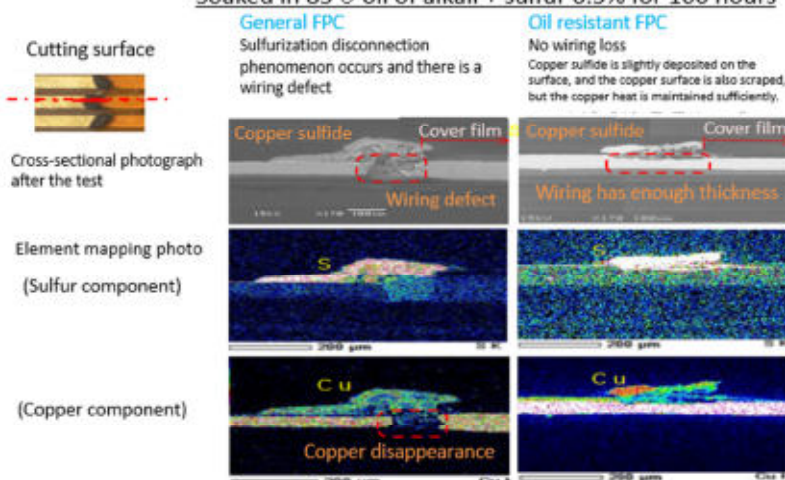 General FPC
Sulfurization disconnection
phenomenon occurs and there is a
wiring defect
Oil resistant FPC
No wiring loss
Copper sulfide is slightly deposited on the
surface, and the copper surface is also scraped,
but the copper heat is maintained sufficiently.
Cutting surface
Cross-sectional photograph
after the test
Copper sulfide
Cover film
Wiring defect
Copper sulfide
Cover film
Wiring has enough thickness
Element mapping photo
(Sulfur component)
S
200 μm
S K
S
200 μm
S K
(Copper component)
Cu
Copper disappearance
Cu